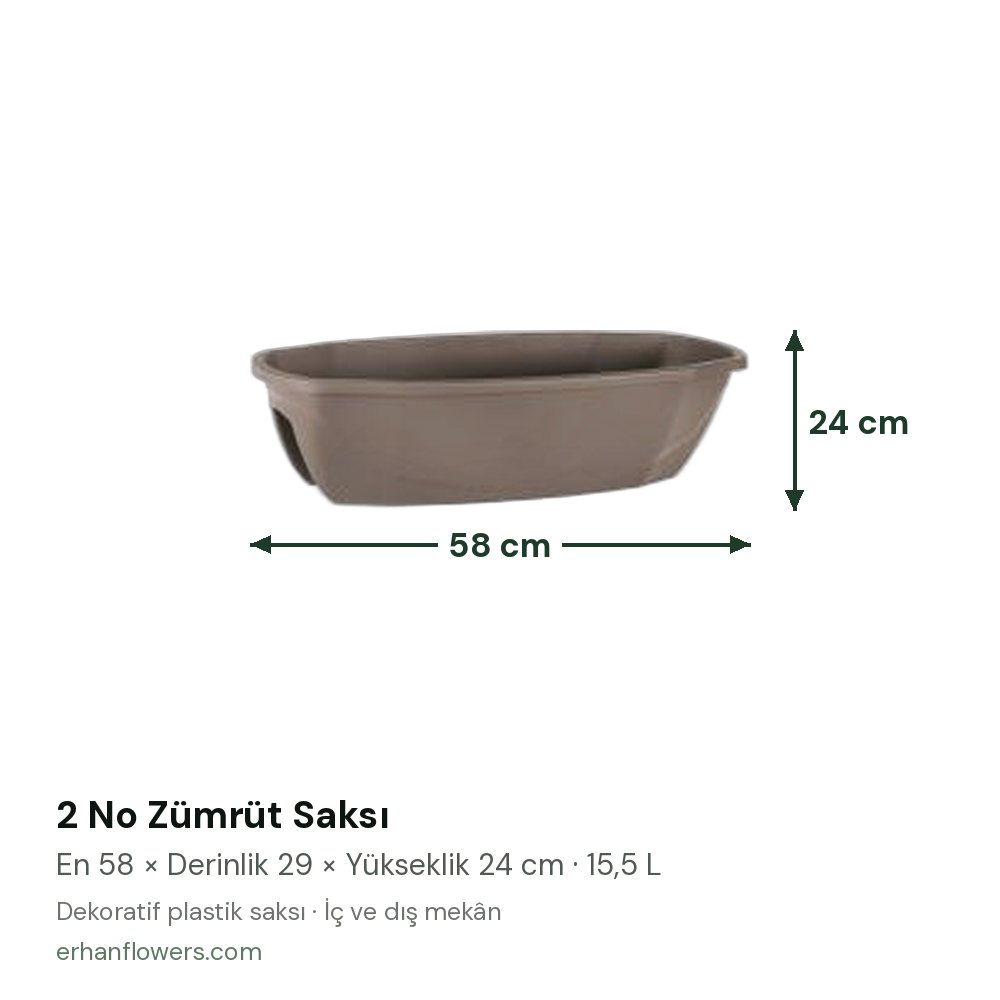 24 cm
58 cm
2 No Zümrüt Saksı
En 58 × Derinlik 29 × Yükseklik 24 cm · 15,5 L
Dekoratif plastik saksı · İç ve dış mekân
erhanflowers.com